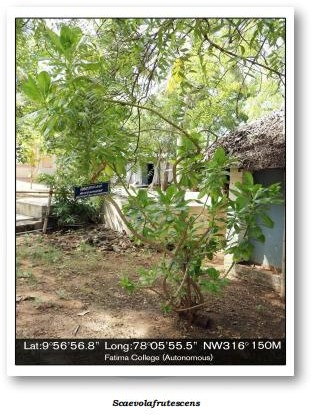 Lat:9°56'56.8" Long:78°05'55.5" NW316° 150M
Fatima College (Autonomous)
Scaevolafrutescens